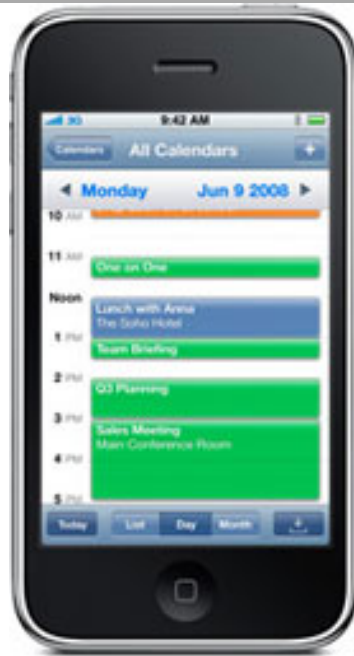 3G 9:42 AM
Calendars All Calendars +
Monday Jun 9 2008
10 AM
11 AM
One on One
Noon
Lunch with Anna
The Soho Hotel
1 PM
Team Briefing
2 PM
Q3 Planning
3 PM
Sales Meeting
Main Conference Room
4 PM
5 PM
Today List Day Month